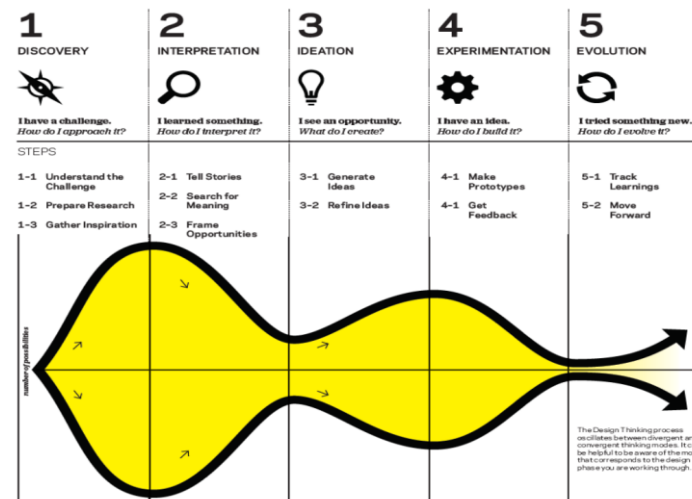 1
DISCOVERY
I have a challenge.
How do I approach it?
2
INTERPRETATION
I learned something.
How do I interpret it?
3
IDEATION
I see an opportunity.
What do I create?
4
EXPERIMENTATION
I have an idea.
How do I build it?
5
EVOLUTION
I tried something new.
How do I evolve it?
STEPS
1-1 Understand the
Challenge
1-2 Prepare Research
1-3 Gather Inspiration
2-1 Tell Stories
2-2 Search for
Meaning
2-3 Frame
Opportunities
3-1 Generate
Ideas
3-2 Refine Ideas
4-1 Make
Prototypes
4-1 Get
Feedback
5-1 Track
Learnings
5-2 Move
Forward
number of possibilities
The Design Thinking process
oscillates between divergent an
convergent thinking modes. It c
be helpful to be aware of the mo
that corresponds to the design
phase you are working through.